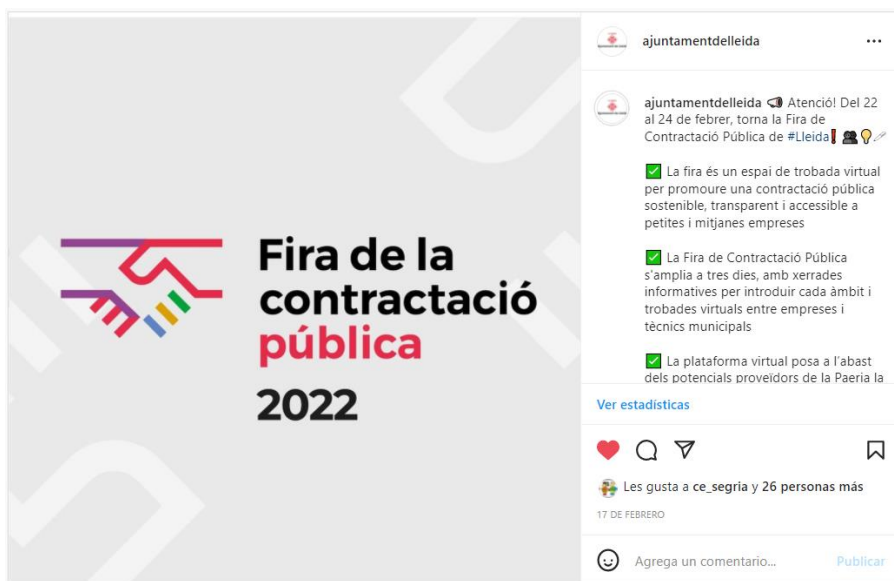 Fira de la
contractació
pública
2022
ajuntamentdelleida
ajuntamentdelleida 📢 Atenció! Del 22
al 24 de febrer, torna la Fira de
Contractació Pública de #Lleida❗ 👥💡📝
✅ La fira és un espai de trobada virtual
per promoure una contractació pública
sostenible, transparent i accessible a
petites i mitjanes empreses
✅ La Fira de Contractació Pública
s'amplia a tres dies, amb xerrades
informatives per introduir cada àmbit i
trobades virtuals entre empreses i
tècnics municipals
✅ La plataforma virtual posa a l'abast
dels potencials proveïdors de la Paeria la
Ver estadísticas
Les gusta a ce_segria y 26 personas más
17 DE FEBRERO
Agrega un comentario...
Publicar